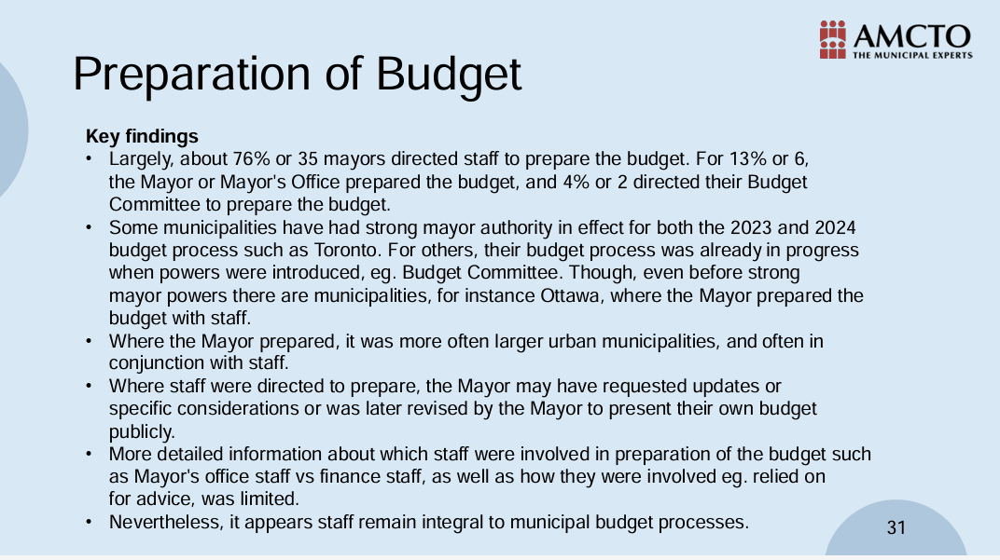 AMCTO
THE MUNICIPAL EXPERTS
Preparation of Budget
Key findings
• Largely, about 76% or 35 mayors directed staff to prepare the budget. For 13% or 6,
the Mayor or Mayor's Office prepared the budget, and 4% or 2 directed their Budget
Committee to prepare the budget.
• Some municipalities have had strong mayor authority in effect for both the 2023 and 2024
budget process such as Toronto. For others, their budget process was already in progress
when powers were introduced, eg. Budget Committee. Though, even before strong
mayor powers there are municipalities, for instance Ottawa, where the Mayor prepared the
budget with staff.
• Where the Mayor prepared, it was more often larger urban municipalities, and often in
conjunction with staff.
• Where staff were directed to prepare, the Mayor may have requested updates or
specific considerations or was later revised by the Mayor to present their own budget
publicly.
• More detailed information about which staff were involved in preparation of the budget such
as Mayor's office staff vs finance staff, as well as how they were involved eg. relied on
for advice, was limited.
• Nevertheless, it appears staff remain integral to municipal budget processes.
31